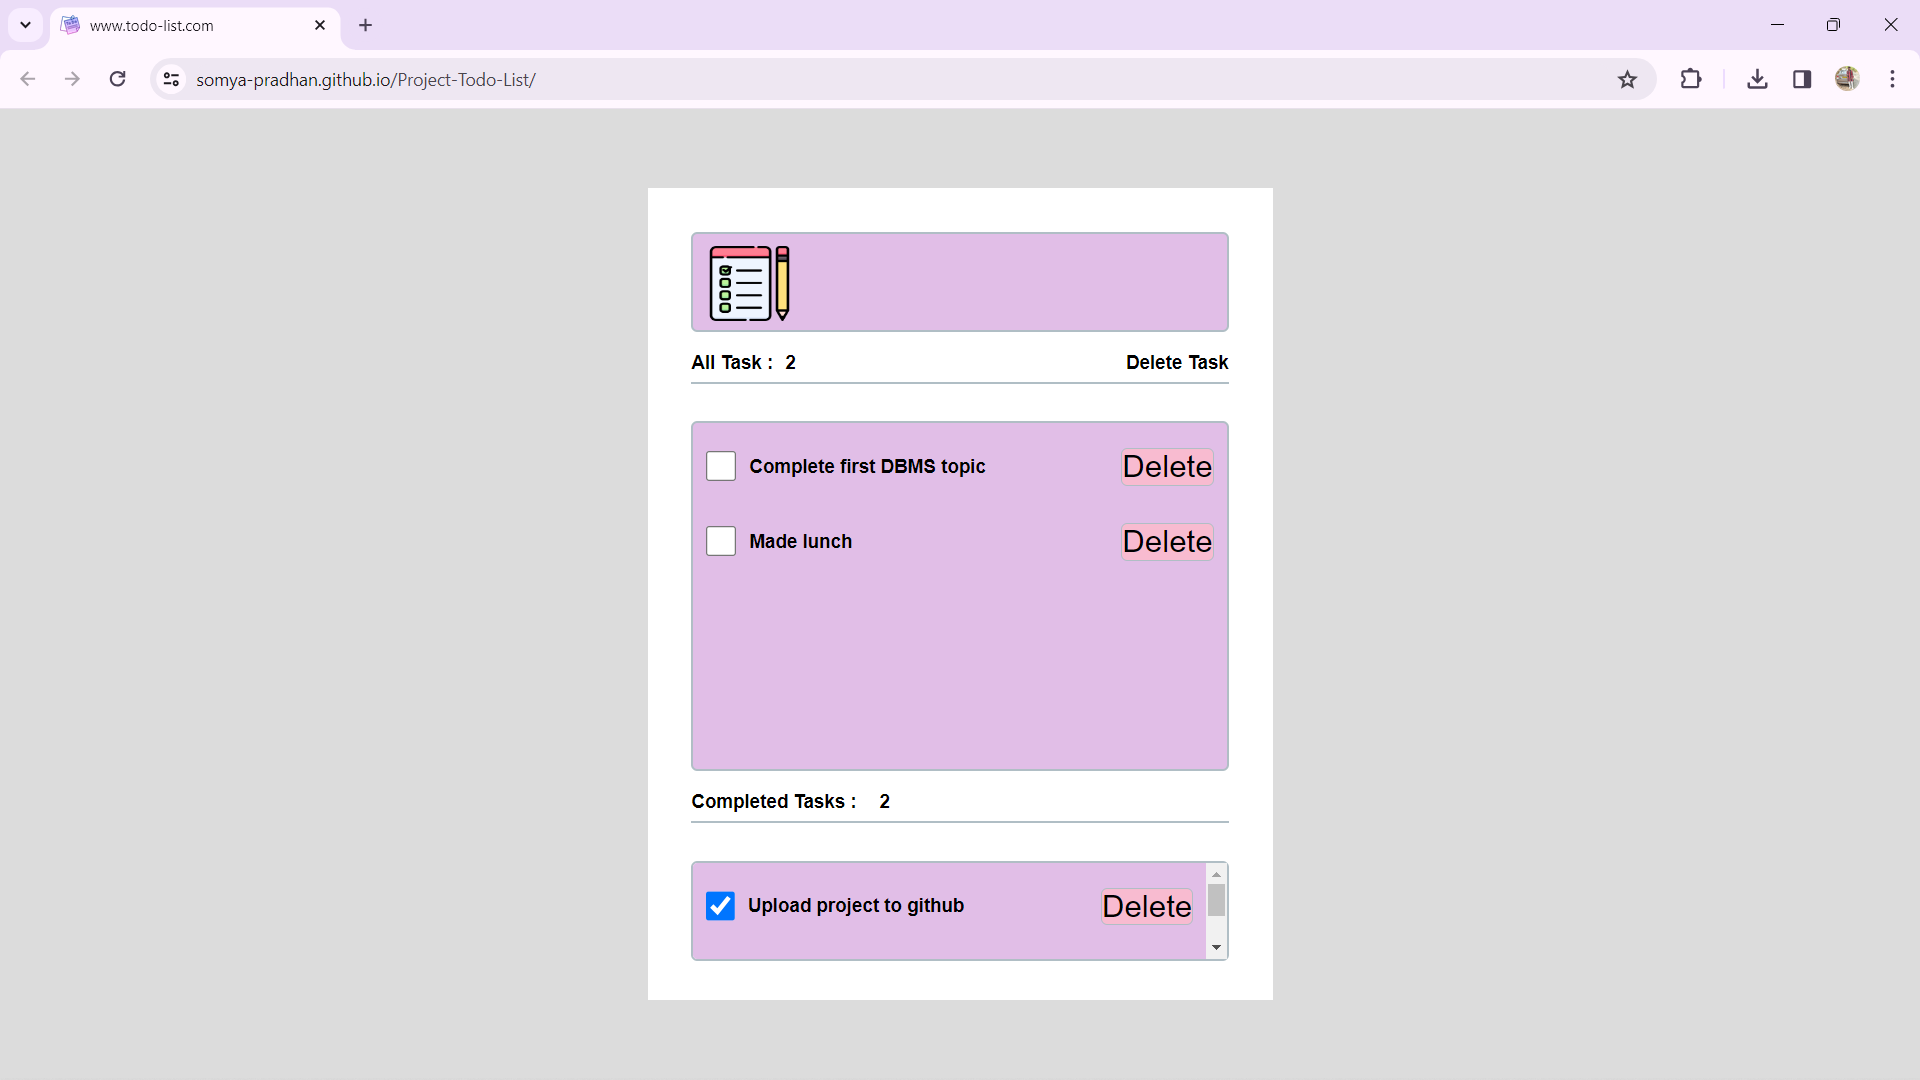 www.todo-list.com
somya-pradhan.github.io/Project-Todo-List/
All Task : 2 Delete Task
Complete first DBMS topic Delete
Made lunch Delete
Completed Tasks : 2
Upload project to github Delete